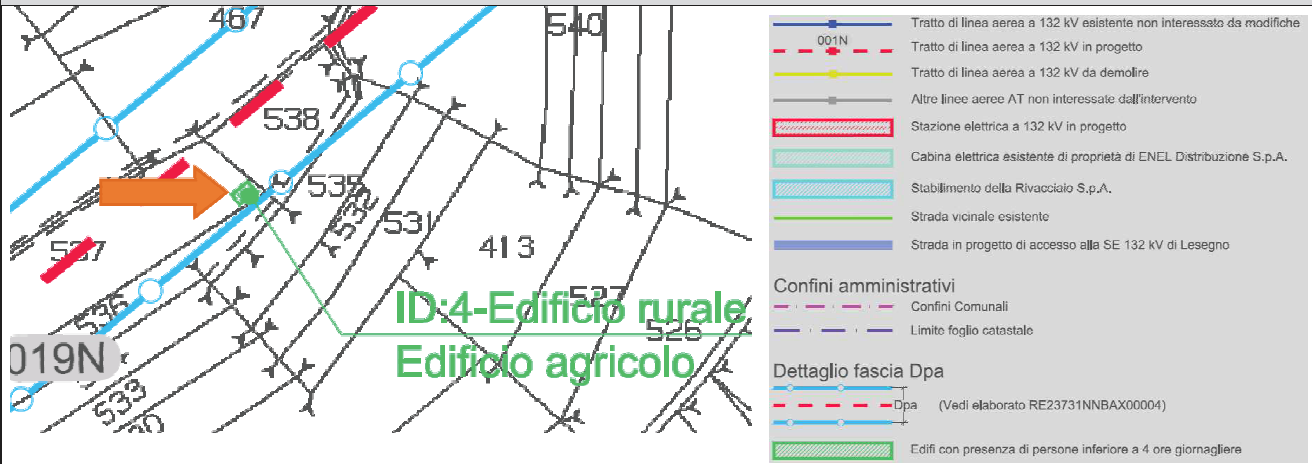 467
540
538
535
532
531
413
537
527
536
526
ID:4-Edificio rurale
Edificio agricolo
019N
533
Tratto di linea aerea a 132 kV esistente non interessato da modifiche
001N
Tratto di linea aerea a 132 kV in progetto
Tratto di linea aerea a 132 kV da demolire
Altre linee aeree AT non interessate dall'intervento
Stazione elettrica a 132 kV in progetto
Cabina elettrica esistente di proprietà di ENEL Distribuzione S.p.A.
Stabilimento della Rivacciaio S.p.A.
Strada vicinale esistente
Strada in progetto di accesso alla SE 132 kV di Lesegno
Confini amministrativi
Confini Comunali
Limite foglio catastale
Dettaglio fascia Dpa
Dpa (Vedi elaborato RE23731NNBAX00004)
Edifi con presenza di persone inferiore a 4 ore giornagliere